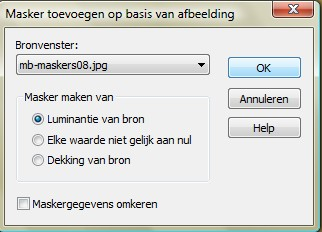 Masker toevoegen op basis van afbeelding
Bronvenster:
mb-maskers08.jpg
OK
Annuleren
Help
Masker maken van
Luminantie van bron
Elke waarde niet gelijk aan nul
Dekking van bron
Maskergegevens omkeren